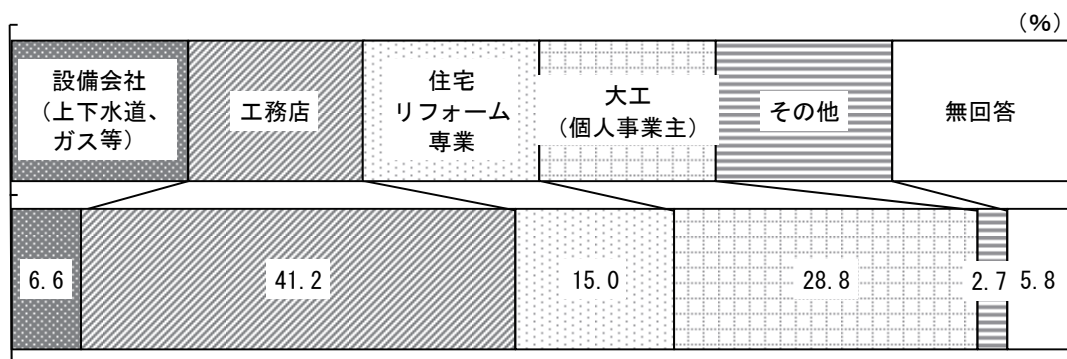 （%）
設備会社
（上下水道、
ガス等）
工務店
住宅
リフォーム
専業
大工
（個人事業主）
その他
無回答
6.6
41.2
15.0
28.8
2.7
5.8